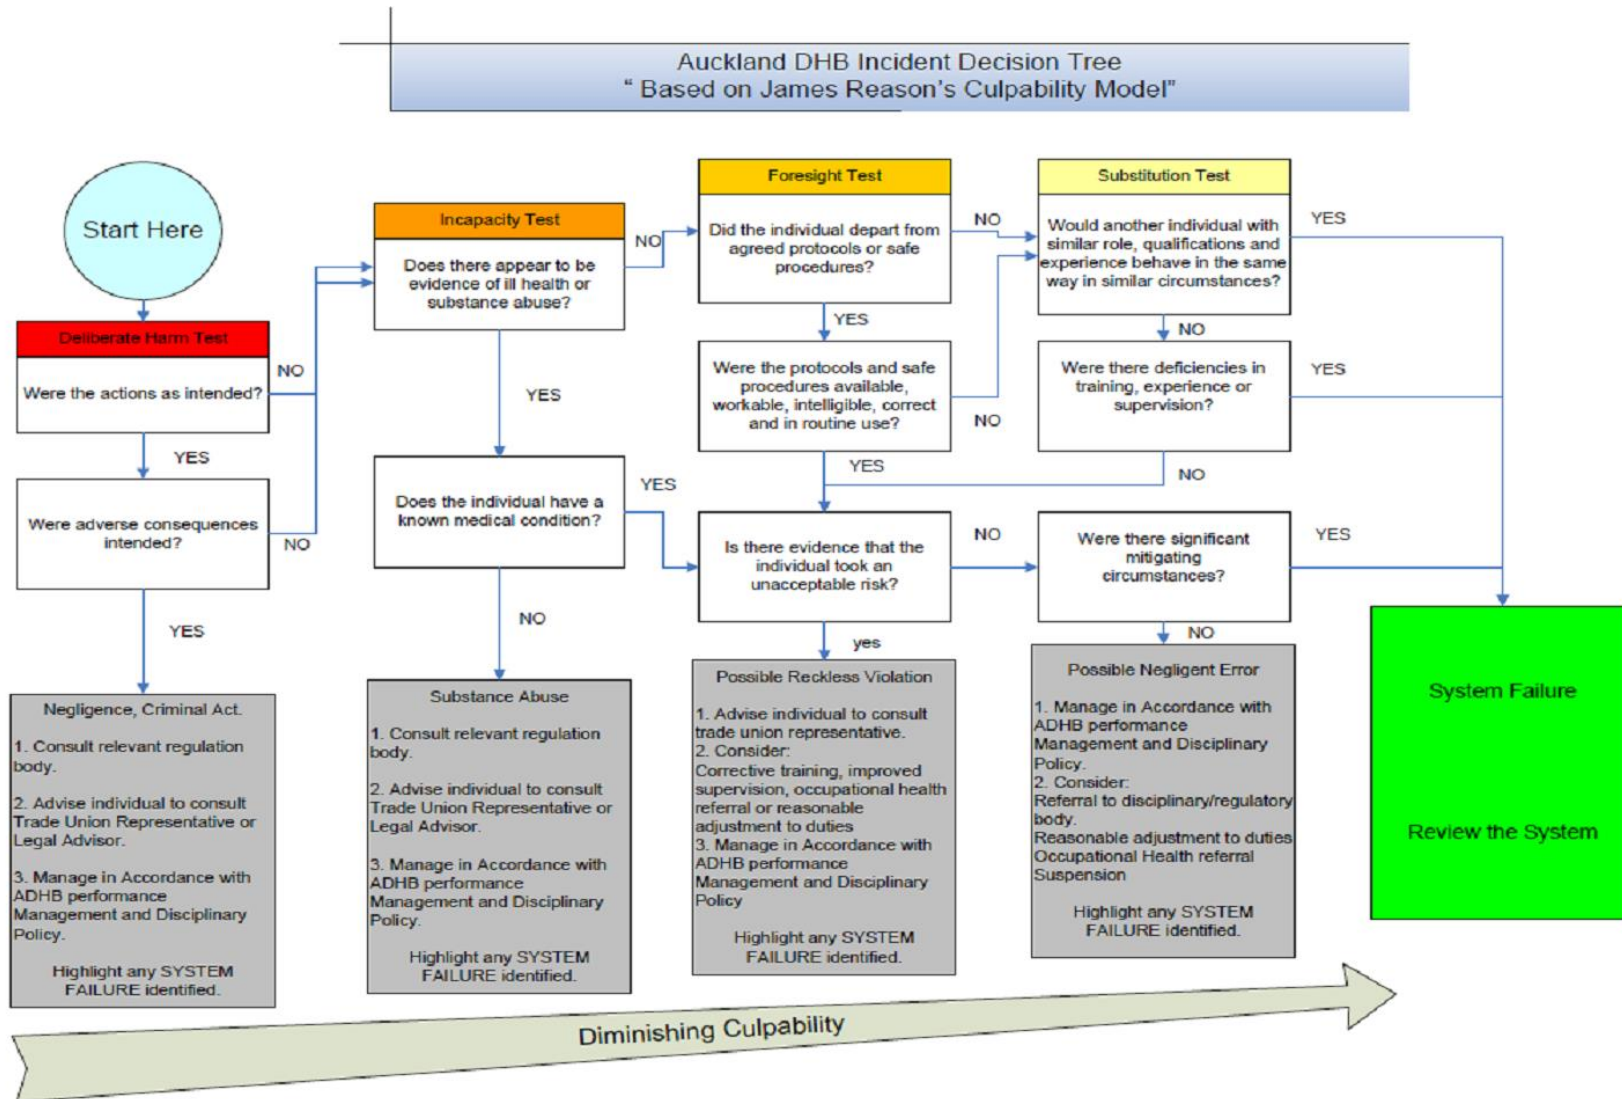 Auckland DHB Incident Decision Tree
“ Based on James Reason’s Culpability Model"
Start Here
Deliberate Harm Test
Were the actions as intended?
NO
YES
Were adverse consequences
intended?
NO
YES
Negligence, Criminal Act.
1. Consult relevant regulation
body.
2. Advise individual to consult
Trade Union Representative or
Legal Advisor.
3. Manage in Accordance with
ADHB performance
Management and Disciplinary
Policy.
Highlight any SYSTEM
FAILURE identified.
Incapacity Test
Does there appear to be
evidence of ill health or
substance abuse?
NO
YES
Does the individual have a
known medical condition?
YES
NO
Substance Abuse
1. Consult relevant regulation
body.
2. Advise individual to consult
Trade Union Representative or
Legal Advisor.
3. Manage in Accordance with
ADHB performance
Management and Disciplinary
Policy.
Highlight any SYSTEM
FAILURE identified.
Foresight Test
Did the individual depart from
agreed protocols or safe
procedures?
NO
YES
Were the protocols and safe
procedures available,
workable, intelligible, correct
and in routine use?
NO
YES
Is there evidence that the
individual took an
unacceptable risk?
NO
yes
Possible Reckless Violation
1. Advise individual to consult
trade union representative.
2. Consider:
Corrective training, improved
supervision, occupational health
referral or reasonable
adjustment to duties
3. Manage in Accordance with
ADHB performance
Management and Disciplinary
Policy
Highlight any SYSTEM
FAILURE identified.
Substitution Test
Would another individual with
similar role, qualifications and
experience behave in the same
way in similar circumstances?
YES
NO
Were there deficiencies in
training, experience or
supervision?
YES
NO
Were there significant
mitigating
circumstances?
YES
NO
Possible Negligent Error
1. Manage in Accordance with
ADHB performance
Management and Disciplinary
Policy.
2. Consider:
Referral to disciplinary/regulatory
body.
Reasonable adjustment to duties
Occupational Health referral
Suspension
Highlight any SYSTEM
FAILURE identified.
System Failure
Review the System
Diminishing Culpability